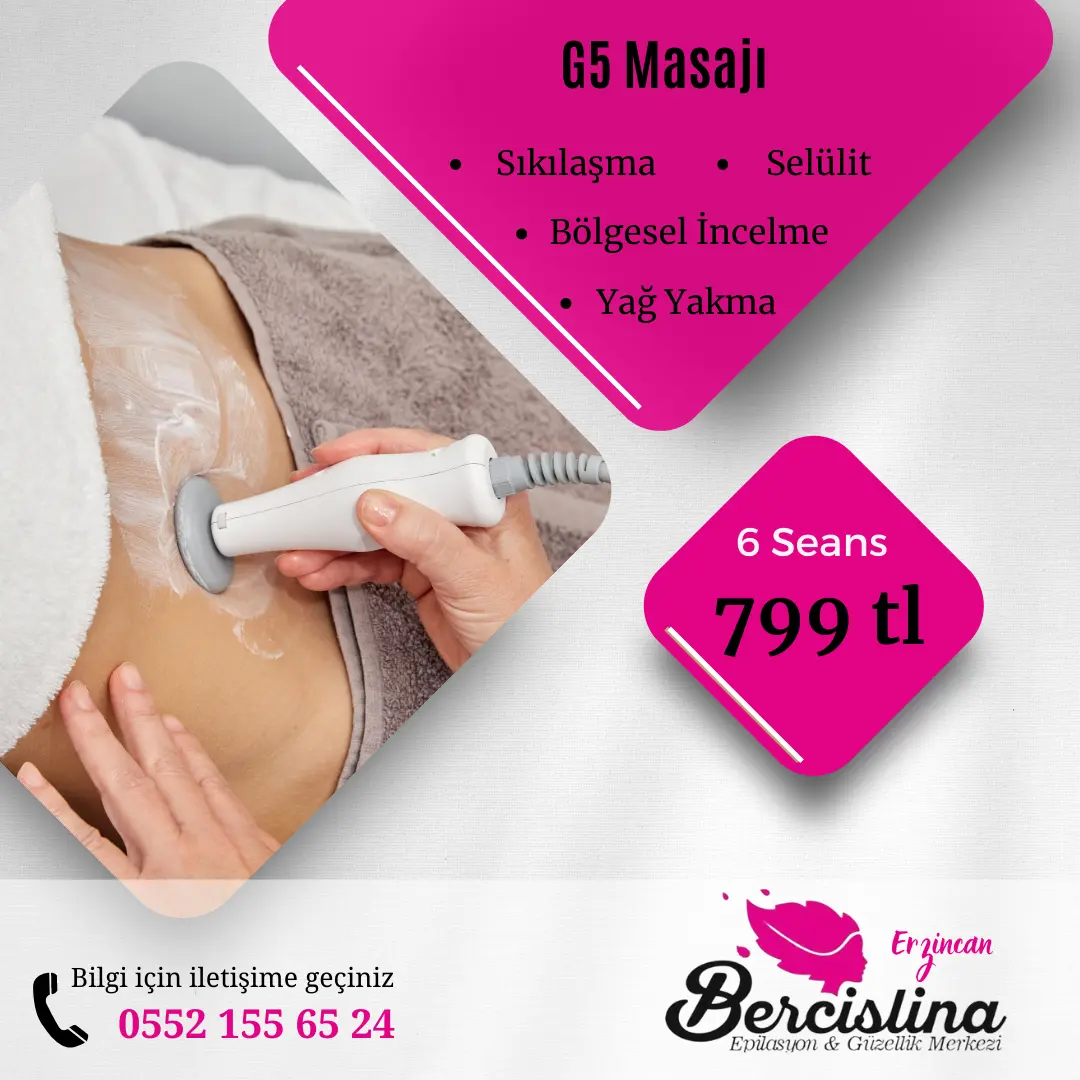 G5 Masajı
• Sıkılaşma • Selülit
• Bölgesel İncelme
• Yağ Yakma
6 Seans
799 tl
Bilgi için iletişime geçiniz
0552 155 65 24
Erzincan
Bercislina
Epilasyon & Güzellik Merkezi